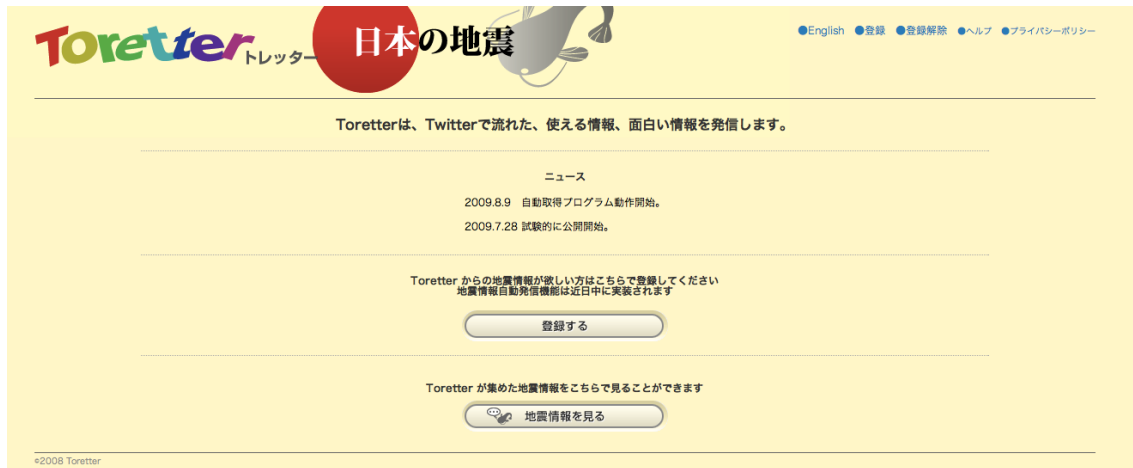 Toretter トレッター 日本の地震
●English ●登録 ●登録解除 ●ヘルプ ●プライバシーポリシー
Toretterは、Twitterで流れた、使える情報、面白い情報を発信します。
ニュース
2009.8.9 自動取得プログラム動作開始。
2009.7.28 試験的に公開開始。
Toretter からの地震情報が欲しい方はこちらで登録してください
地震情報自動発信機能は近日中に実装されます
登録する
Toretter が集めた地震情報をこちらで見ることができます
地震情報を見る
©2008 Toretter